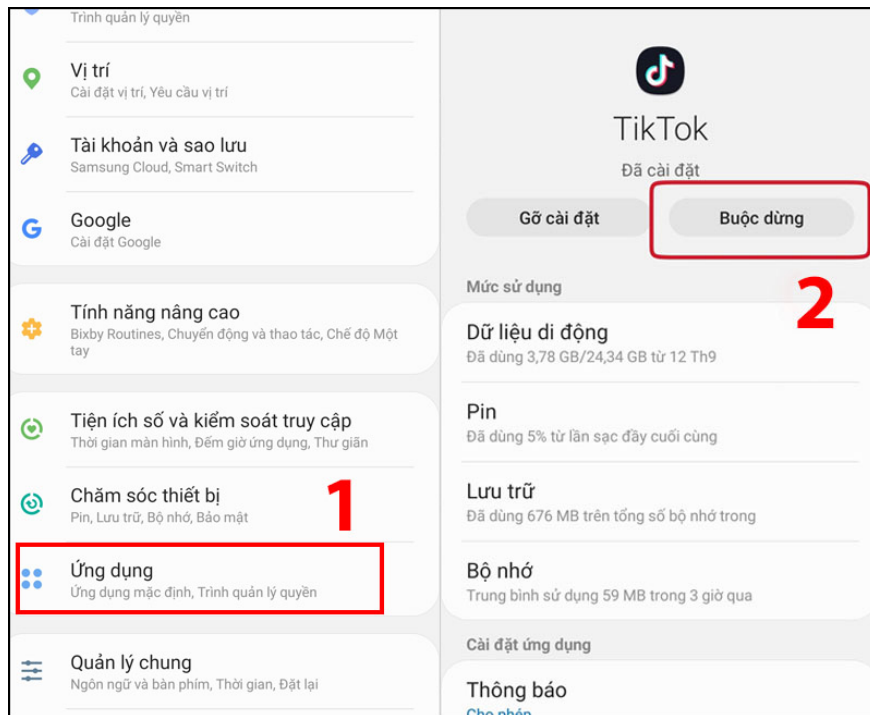 Trình quản lý quyền
Vị trí
Cài đặt vị trí, Yêu cầu vị trí
Tài khoản và sao lưu
Samsung Cloud, Smart Switch
Google
Cài đặt Google
Tính năng nâng cao
Bixby Routines, Chuyển động và thao tác, Chế độ Một
tay
Tiện ích số và kiểm soát truy cập
Thời gian màn hình, Đếm giờ ứng dụng, Thư giãn
Chăm sóc thiết bị
Pin, Lưu trữ, Bộ nhớ, Bảo mật
1
Ứng dụng
Ứng dụng mặc định, Trình quản lý quyền
Quản lý chung
Ngôn ngữ và bàn phím, Thời gian, Đặt lại
TikTok
Đã cài đặt
Gỡ cài đặt
Buộc dừng
2
Mức sử dụng
Dữ liệu di động
Đã dùng 3,78 GB/24,34 GB từ 12 Th9
Pin
Đã dùng 5% từ lần sạc đầy cuối cùng
Lưu trữ
Đã dùng 676 MB trên tổng số bộ nhớ trong
Bộ nhớ
Trung bình sử dụng 59 MB trong 3 giờ qua
Cài đặt ứng dụng
Thông báo
Cho phép